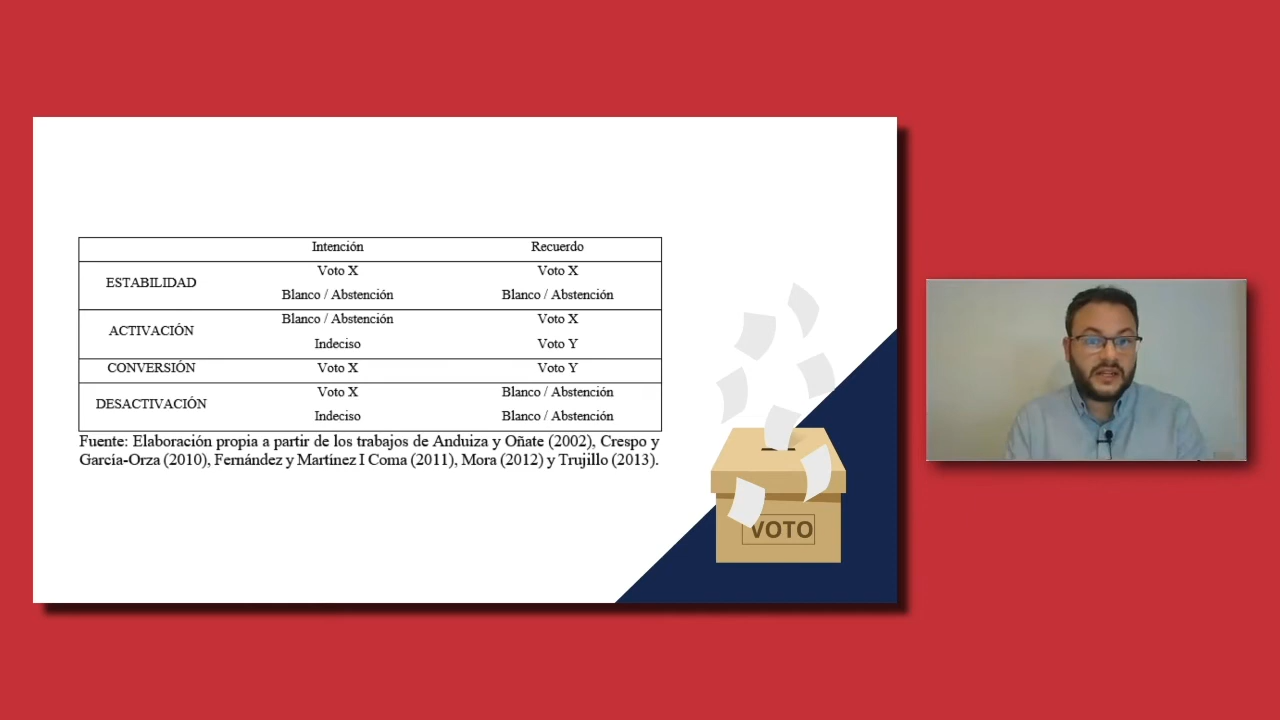 Intención Recuerdo
ESTABILIDAD
Voto X Voto X
Blanco / Abstención Blanco / Abstención
ACTIVACIÓN
Blanco / Abstención Voto X
Indeciso Voto Y
CONVERSIÓN Voto X Voto Y
DESACTIVACIÓN
Voto X Blanco / Abstención
Indeciso Blanco / Abstención
Fuente: Elaboración propia a partir de los trabajos de Anduiza y Oñate (2002), Crespo y
García-Orza (2010), Fernández y Martínez I Coma (2011), Mora (2012) y Trujillo (2013).
VOTO